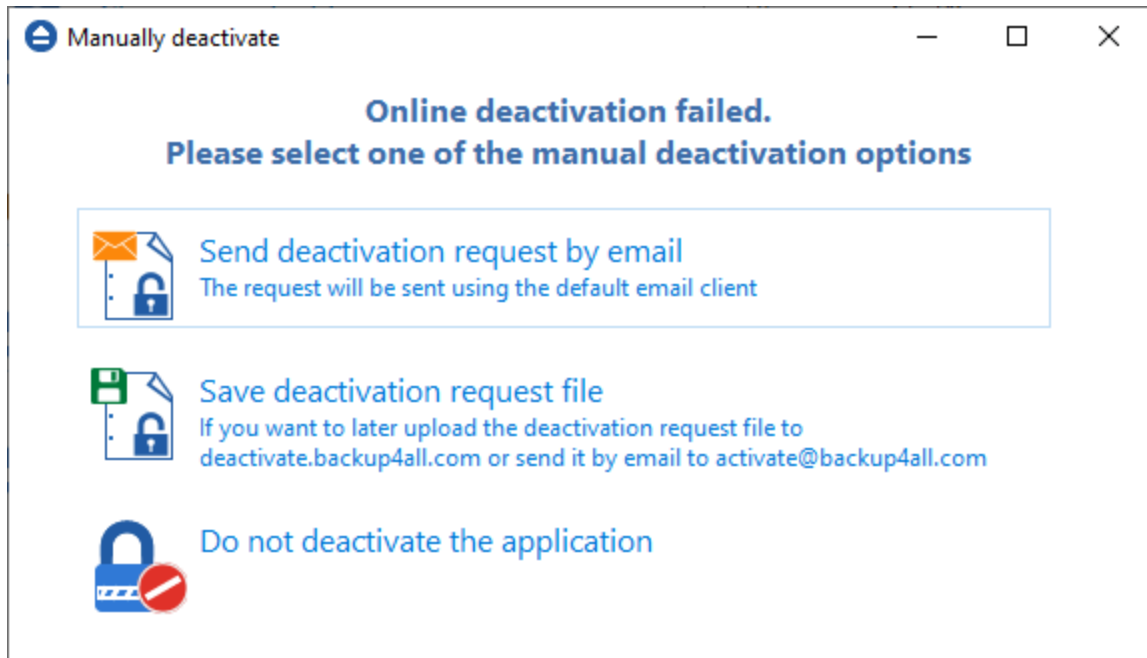 Manually deactivate
Online deactivation failed.
Please select one of the manual deactivation options
Send deactivation request by email
The request will be sent using the default email client
Save deactivation request file
If you want to later upload the deactivation request file to
deactivate.backup4all.com or send it by email to activate@backup4all.com
Do not deactivate the application